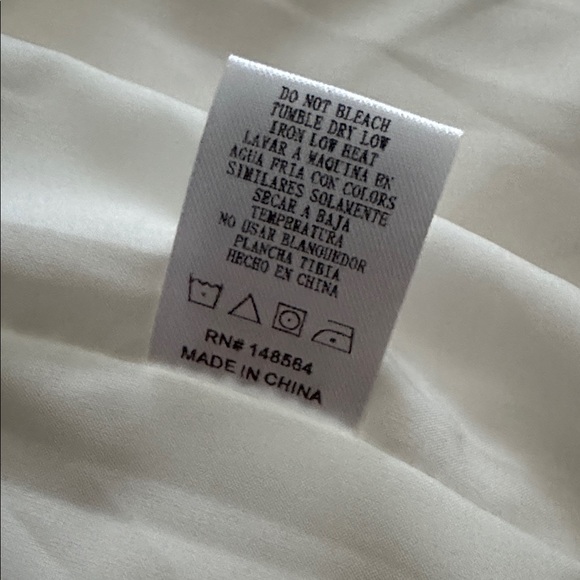 DO NOT BLEACH
TUMBLE DRY LOW
IRON LOW HEAT
LAVAR A MAQUINA EN
AGUA FRIA CON COLORS
SIMILARES SOLAMENTE
SECAR A BAJA
TEMPERATURA
NO USAR BLANQUEDOR
PLANCHA TIBIA
HECHO EN CHINA
RN# 148564
MADE IN CHINA